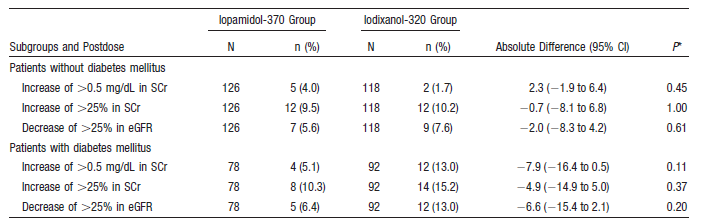 Iopamidol-370 Group Iodixanol-320 Group
Subgroups and Postdose N n (%) N n (%) Absolute Difference (95% CI) P*
Patients without diabetes mellitus
Increase of >0.5 mg/dL in SCr 126 5 (4.0) 118 2 (1.7) 2.3 (−1.9 to 6.4) 0.45
Increase of >25% in SCr 126 12 (9.5) 118 12 (10.2) −0.7 (−8.1 to 6.8) 1.00
Decrease of >25% in eGFR 126 7 (5.6) 118 9 (7.6) −2.0 (−8.3 to 4.2) 0.61
Patients with diabetes mellitus
Increase of >0.5 mg/dL in SCr 78 4 (5.1) 92 12 (13.0) −7.9 (−16.4 to 0.5) 0.11
Increase of >25% in SCr 78 8 (10.3) 92 14 (15.2) −4.9 (−14.9 to 5.0) 0.37
Decrease of >25% in eGFR 78 5 (6.4) 92 12 (13.0) −6.6 (−15.4 to 2.1) 0.20